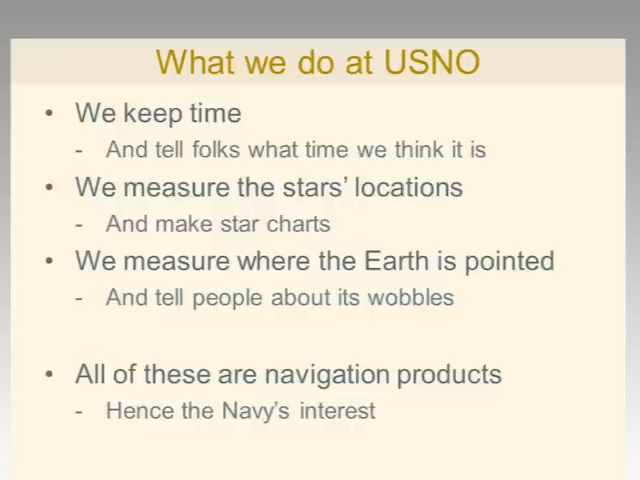 What we do at USNO
• We keep time
- And tell folks what time we think it is
• We measure the stars’ locations
- And make star charts
• We measure where the Earth is pointed
- And tell people about its wobbles
• All of these are navigation products
- Hence the Navy’s interest